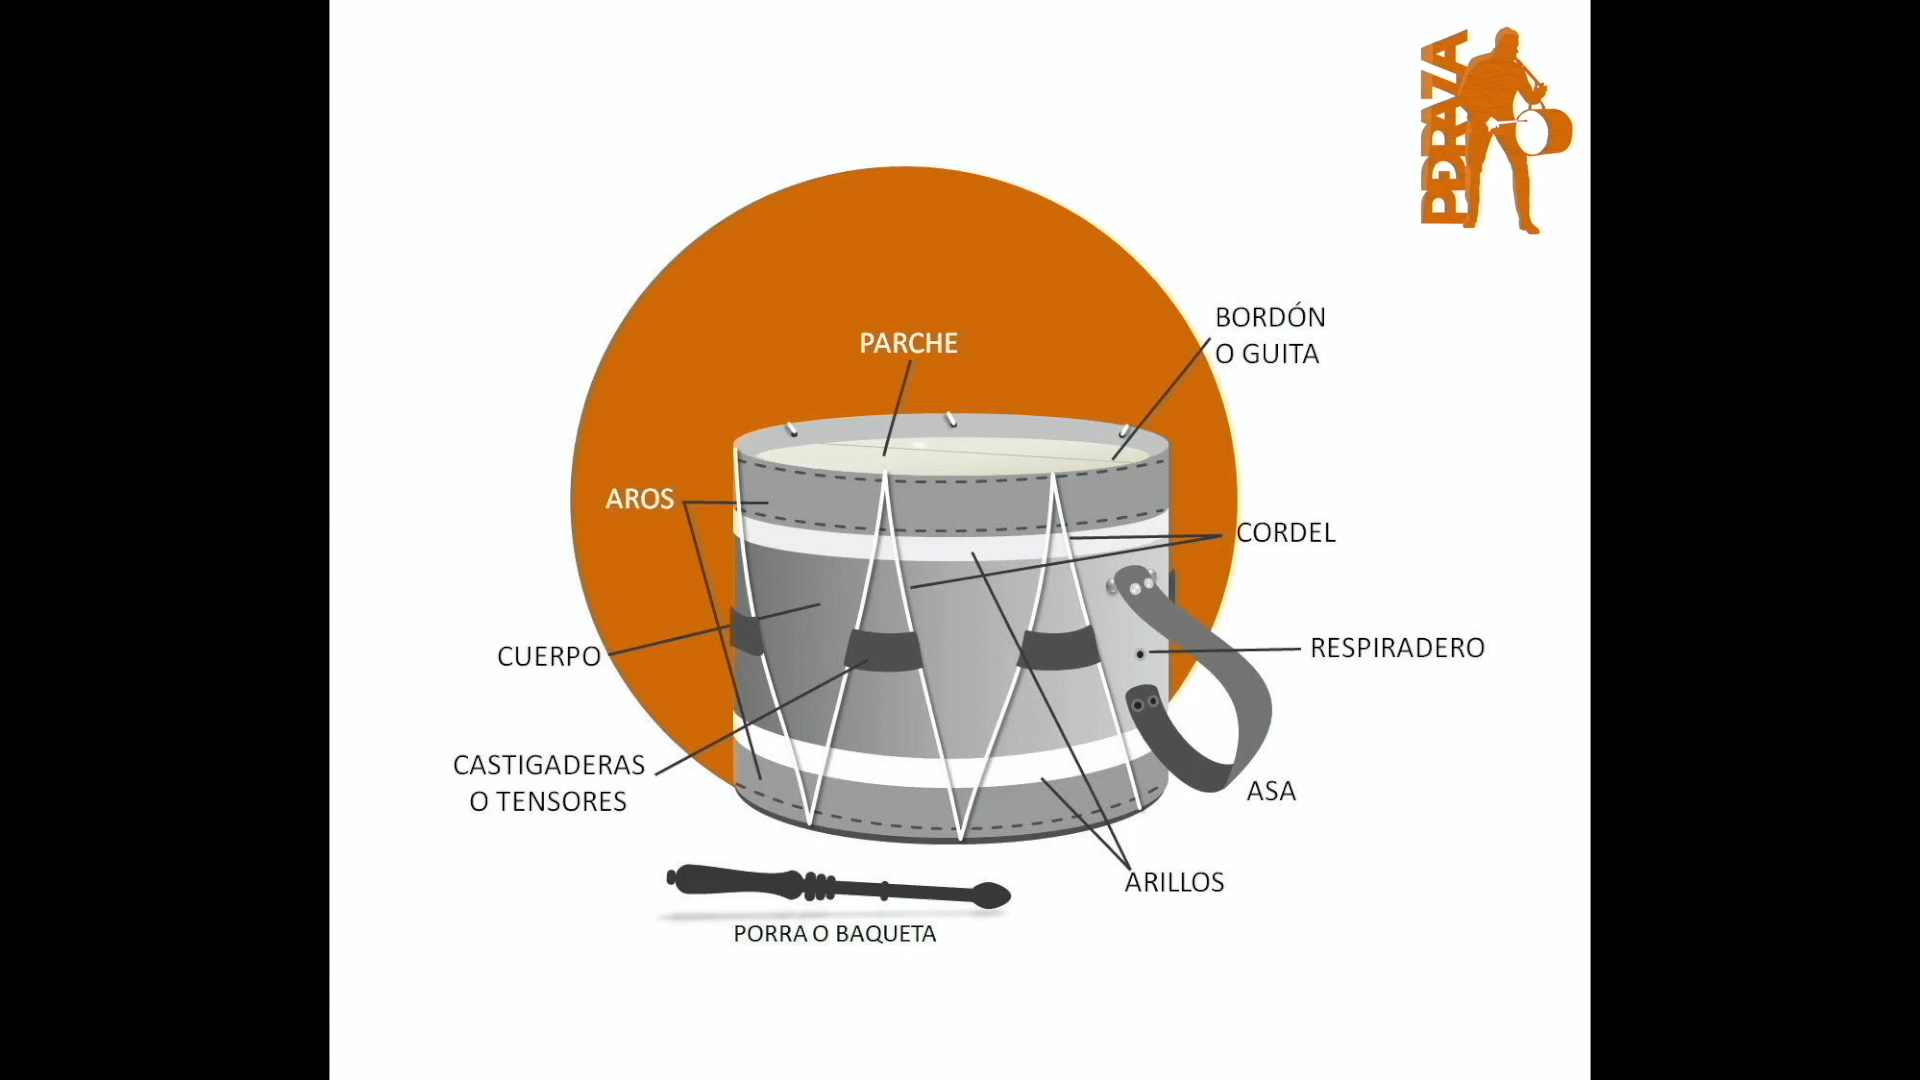 BORDÓN
O GUITA
PARCHE
AROS
CORDEL
RESPIRADERO
CUERPO
CASTIGADERAS
O TENSORES
ASA
ARILLOS
PORRA O BAQUETA